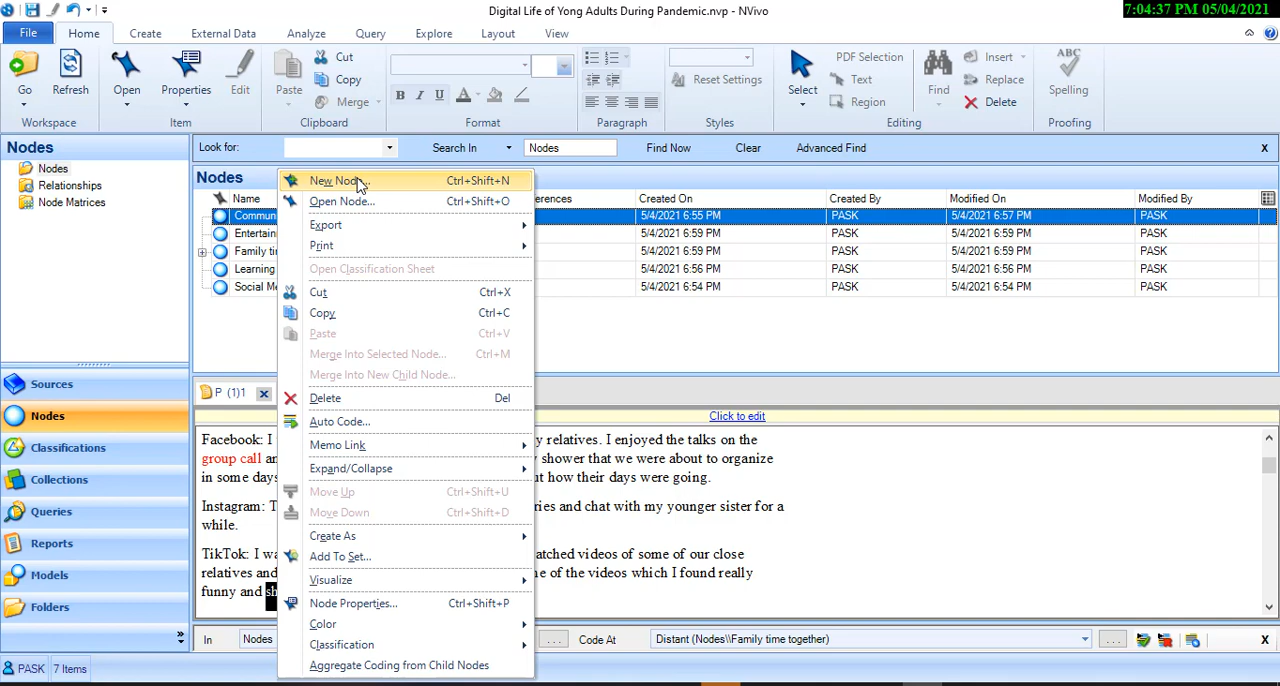 Digital Life of Yong Adults During Pandemic.nvp - NVivo
7:04:37 PM 05/04/2021
File Home Create External Data Analyze Query Explore Layout View
Go Refresh Open Properties Edit Paste Cut Copy Merge
B I U A
Reset Settings
Select PDF Selection Text Region Find Insert Replace Delete ABC Spelling
Workspace Item Clipboard Format Paragraph Styles Editing Proofing
Nodes
Nodes
Relationships
Node Matrices
Look for: Search In Nodes Find Now Clear Advanced Find X
Nodes
Name Created On Created By Modified On Modified By
5/4/2021 6:55 PM PASK 5/4/2021 6:57 PM PASK
5/4/2021 6:59 PM PASK 5/4/2021 6:59 PM PASK
5/4/2021 6:59 PM PASK 5/4/2021 6:59 PM PASK
Learning 5/4/2021 6:56 PM PASK 5/4/2021 6:56 PM PASK
Social Me 5/4/2021 6:54 PM PASK 5/4/2021 6:54 PM PASK
New Node... Ctrl+Shift+N
Open Node... Ctrl+Shift+O
Export
Print
Open Classification Sheet
Cut Ctrl+X
Copy Ctrl+C
Paste Ctrl+V
Merge Into Selected Node... Ctrl+M
Merge Into New Child Node...
Delete Del
Auto Code...
Memo Link
Expand/Collapse
Move Up Ctrl+Shift+U
Move Down Ctrl+Shift+D
Create As
Add To Set...
Visualize
Node Properties... Ctrl+Shift+P
Color
Classification
Aggregate Coding from Child Nodes
Sources
Nodes
Classifications
Collections
Queries
Reports
Models
Folders
P (1)1
Click to edit
Facebook: I relatives. I enjoyed the talks on the
group call shower that we were about to organize
in some days how their days were going.
Instagram: and chat with my younger sister for a
while.
TikTok: I watched videos of some of our close
relatives of the videos which I found really
funny and
In Nodes ... Code At Distant (Nodes\\Family time together) ... X
PASK 7 Items